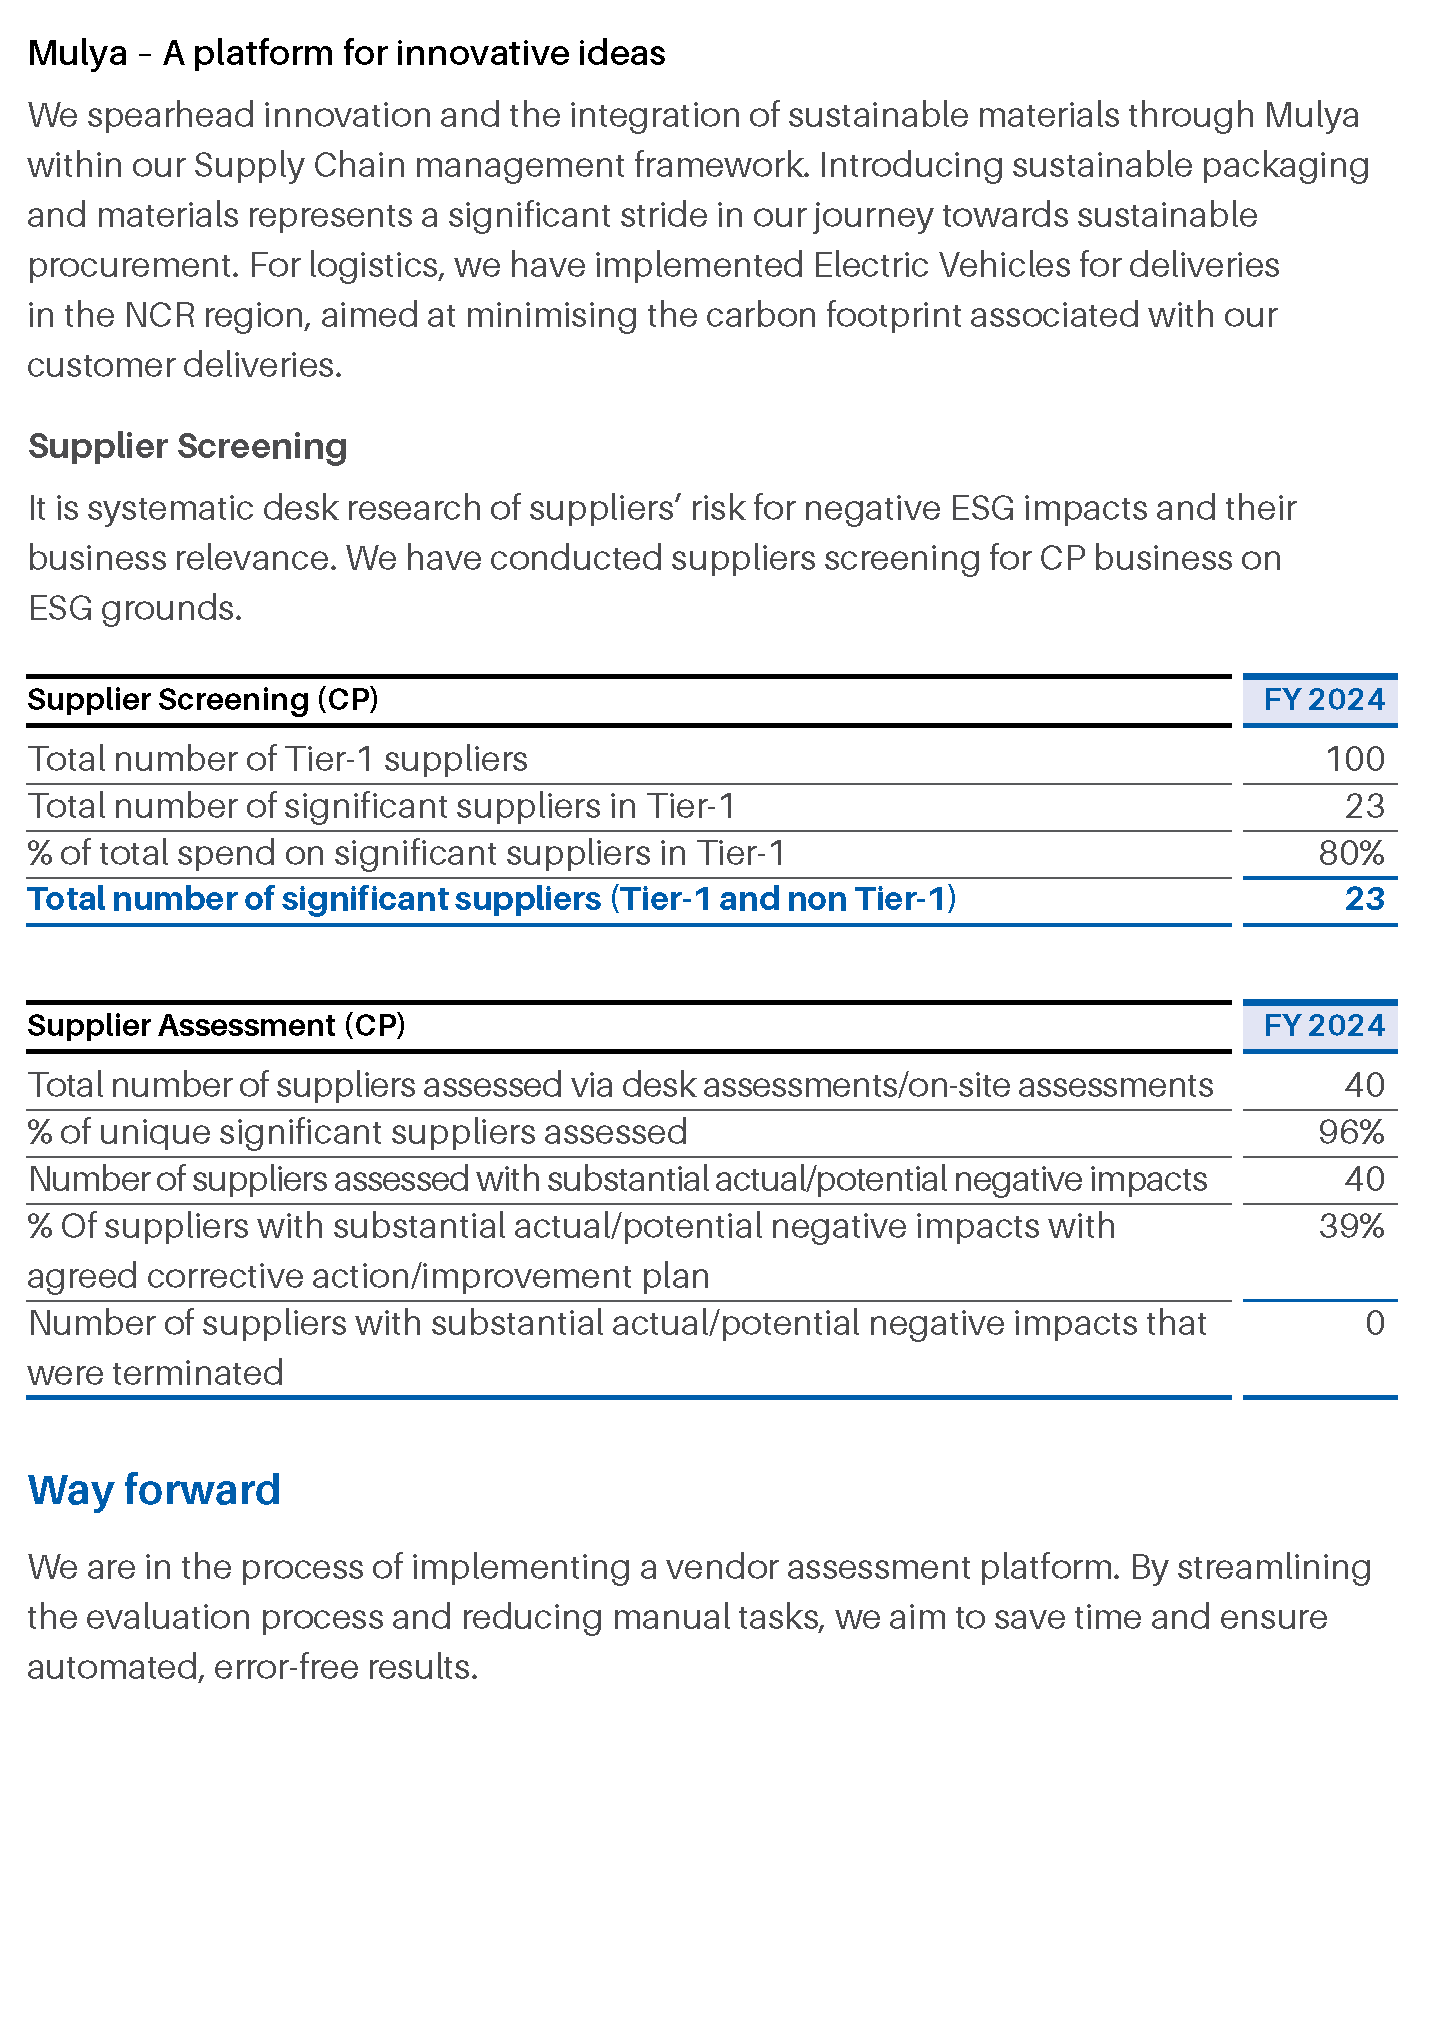 Mulya – A platform for innovative ideas
We spearhead innovation and the integration of sustainable materials through Mulya
within our Supply Chain management framework. Introducing sustainable packaging
and materials represents a significant stride in our journey towards sustainable
procurement. For logistics, we have implemented Electric Vehicles for deliveries
in the NCR region, aimed at minimising the carbon footprint associated with our
customer deliveries.
Supplier Screening
It is systematic desk research of suppliers’ risk for negative ESG impacts and their
business relevance. We have conducted suppliers screening for CP business on
ESG grounds.
Supplier Screening (CP) FY 2024
Total number of Tier-1 suppliers 100
Total number of significant suppliers in Tier-1 23
% of total spend on significant suppliers in Tier-1 80%
Total number of significant suppliers (Tier-1 and non Tier-1) 23
Supplier Assessment (CP) FY 2024
Total number of suppliers assessed via desk assessments/on-site assessments 40
% of unique significant suppliers assessed 96%
Number of suppliers assessed with substantial actual/potential negative impacts 40
% Of suppliers with substantial actual/potential negative impacts with 39%
agreed corrective action/improvement plan
Number of suppliers with substantial actual/potential negative impacts that 0
were terminated
Way forward
We are in the process of implementing a vendor assessment platform. By streamlining
the evaluation process and reducing manual tasks, we aim to save time and ensure
automated, error-free results.